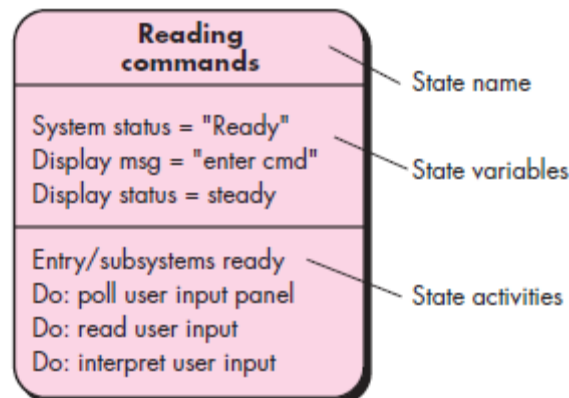 Reading
commands
State name
System status = "Ready"
Display msg = "enter cmd"
Display status = steady
State variables
Entry/subsystems ready
Do: poll user input panel
Do: read user input
Do: interpret user input
State activities